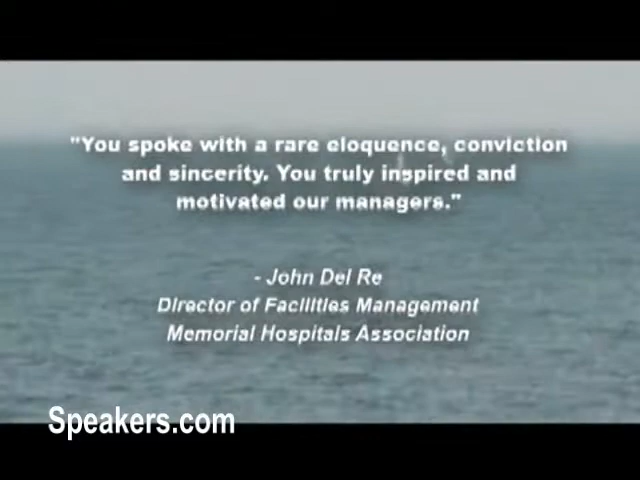 "You spoke with a rare eloquence, conviction
and sincerity. You truly inspired and
motivated our managers."
- John Del Re
Director of Facilities Management
Memorial Hospitals Association
Speakers.com